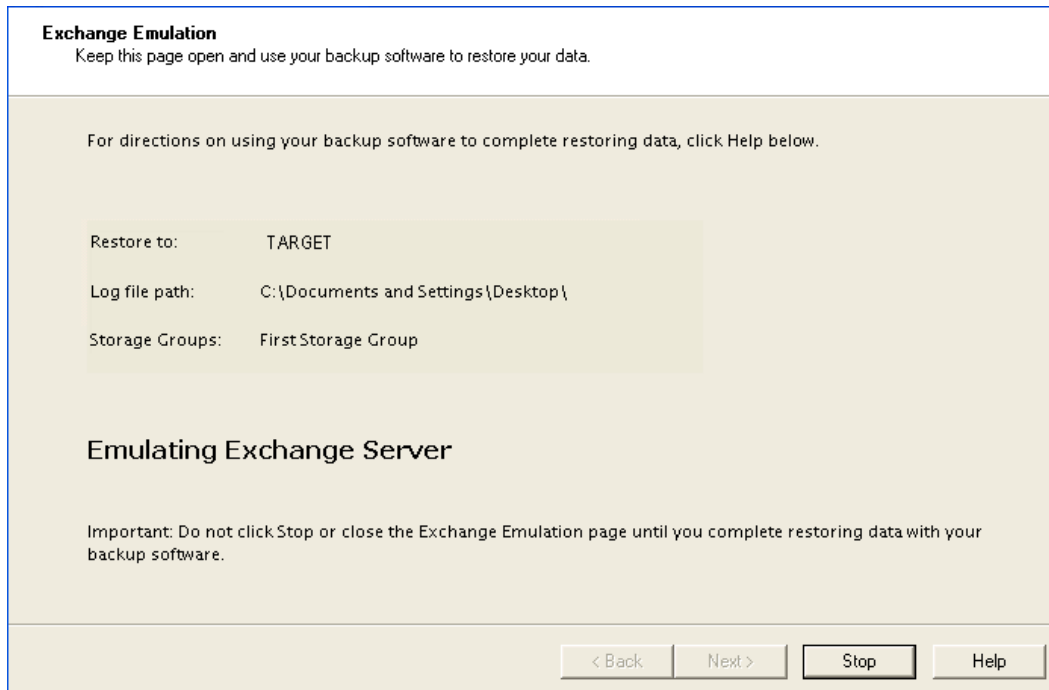 Exchange Emulation
Keep this page open and use your backup software to restore your data.
For directions on using your backup software to complete restoring data, click Help below.
Restore to: TARGET
Log file path: C:\Documents and Settings\Desktop\
Storage Groups: First Storage Group
Emulating Exchange Server
Important: Do not click Stop or close the Exchange Emulation page until you complete restoring data with your
backup software.
< Back Next > Stop Help